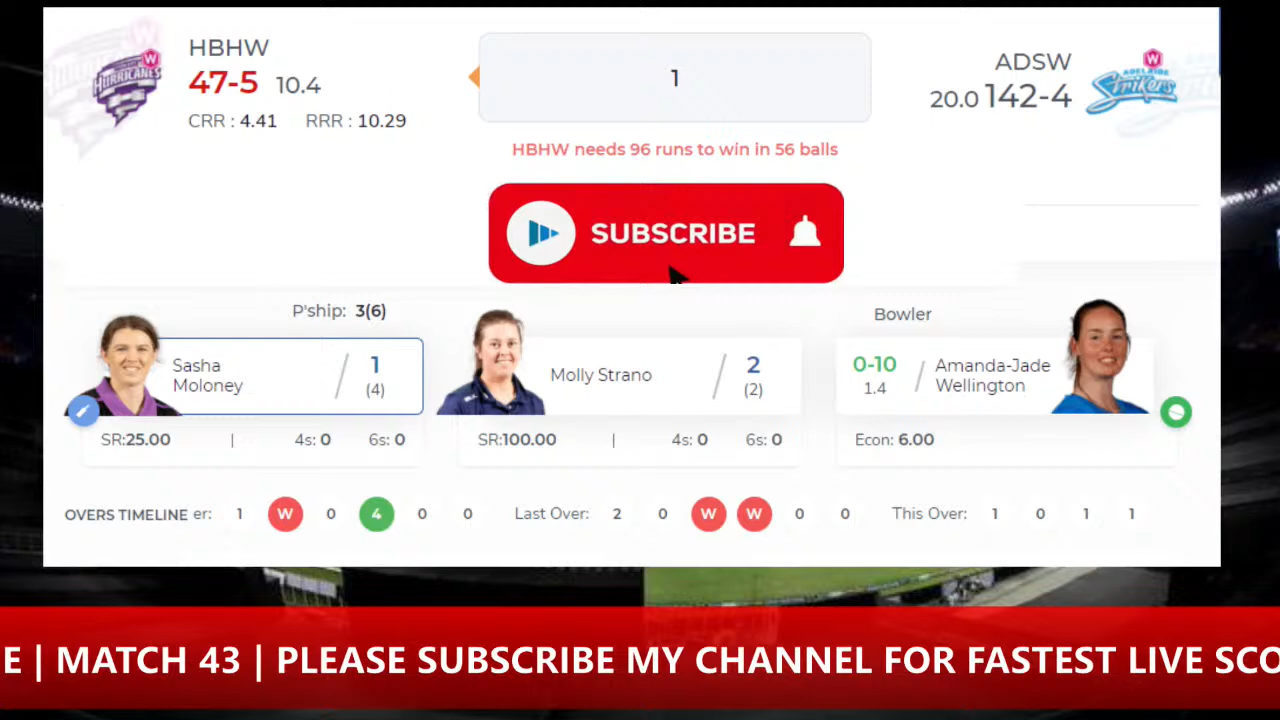 HBHW
47-5 10.4
CRR : 4.41 RRR : 10.29
1
HBHW needs 96 runs to win in 56 balls
ADSW
20.0 142-4
HURRICANES
W
W
ADELAIDE
Strikers
SUBSCRIBE
P'ship: 3(6)
Bowler
Sasha
Moloney
1
(4)
SR:25.00 | 4s: 0 6s: 0
Molly Strano
2
(2)
SR:100.00 | 4s: 0 6s: 0
0-10
1.4
Amanda-Jade
Wellington
Econ: 6.00
OVERS TIMELINE er: 1 W 0 4 0 0 Last Over: 2 0 W W 0 0 This Over: 1 0 1 1
E | MATCH 43 | PLEASE SUBSCRIBE MY CHANNEL FOR FASTEST LIVE SCO